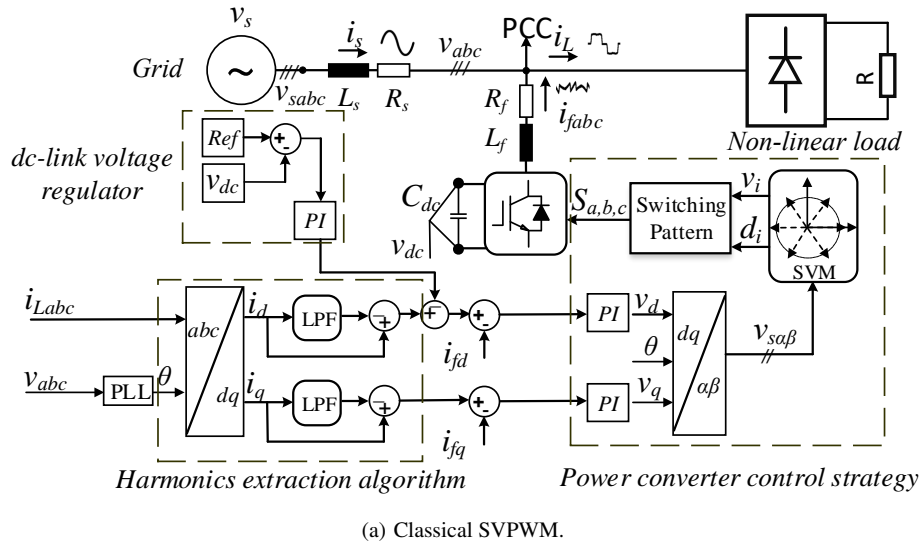 v_s
i_s
v_abc
PCC
i_L
Grid
~
v_sabc
L_s
R_s
R_f
i_fabc
L_f
R
Non-linear load
dc-link voltage
regulator
Ref
+
-
v_dc
PI
C_dc
v_dc
S_a,b,c
Switching
Pattern
v_i
d_i
SVM
i_Labc
abc
i_d
LPF
-
+
-
+
+
-
i_fd
PI
v_d
dq
v_sαβ
θ
αβ
v_abc
PLL
θ
dq
i_q
LPF
-
+
+
-
i_fq
PI
v_q
Harmonics extraction algorithm
Power converter control strategy
(a) Classical SVPWM.